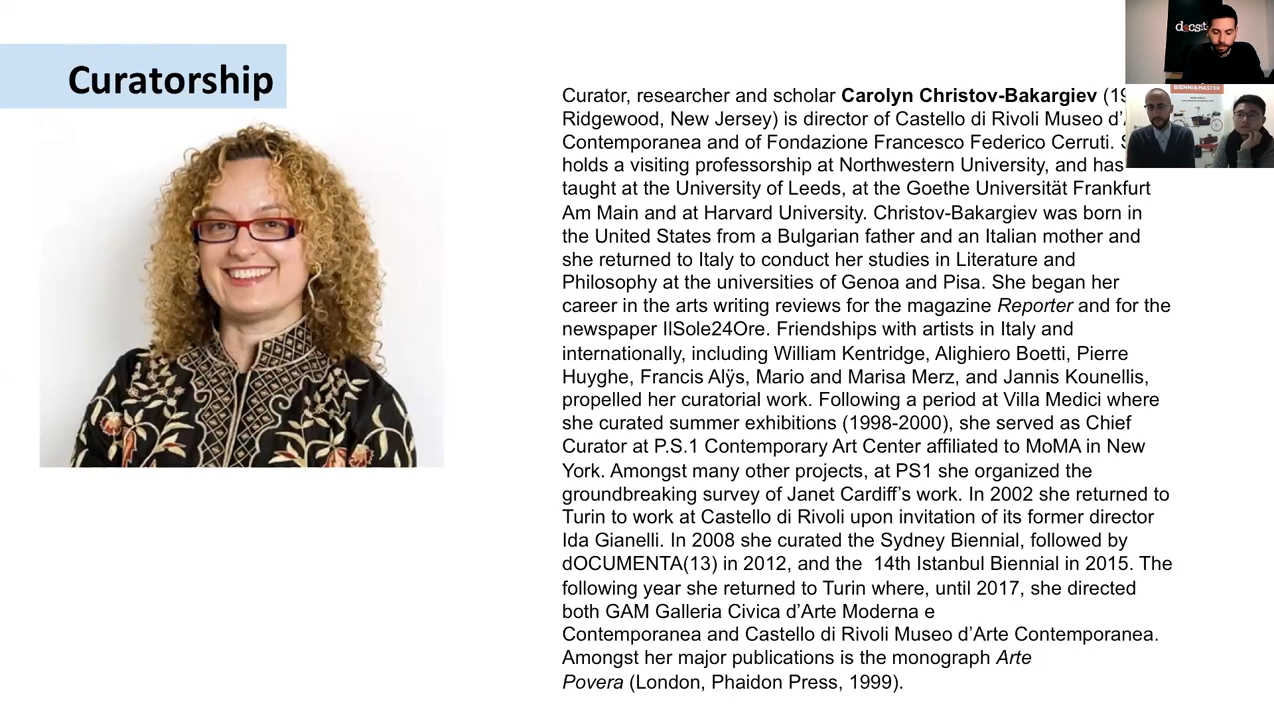 Curatorship
Curator, researcher and scholar Carolyn Christov-Bakargiev (19
Ridgewood, New Jersey) is director of Castello di Rivoli Museo d'
Contemporanea and of Fondazione Francesco Federico Cerruti.
holds a visiting professorship at Northwestern University, and has
taught at the University of Leeds, at the Goethe Universität Frankfurt
Am Main and at Harvard University. Christov-Bakargiev was born in
the United States from a Bulgarian father and an Italian mother and
she returned to Italy to conduct her studies in Literature and
Philosophy at the universities of Genoa and Pisa. She began her
career in the arts writing reviews for the magazine Reporter and for the
newspaper IlSole24Ore. Friendships with artists in Italy and
internationally, including William Kentridge, Alighiero Boetti, Pierre
Huyghe, Francis Alÿs, Mario and Marisa Merz, and Jannis Kounellis,
propelled her curatorial work. Following a period at Villa Medici where
she curated summer exhibitions (1998-2000), she served as Chief
Curator at P.S.1 Contemporary Art Center affiliated to MoMA in New
York. Amongst many other projects, at PS1 she organized the
groundbreaking survey of Janet Cardiff's work. In 2002 she returned to
Turin to work at Castello di Rivoli upon invitation of its former director
Ida Gianelli. In 2008 she curated the Sydney Biennial, followed by
dOCUMENTA(13) in 2012, and the 14th Istanbul Biennial in 2015. The
following year she returned to Turin where, until 2017, she directed
both GAM Galleria Civica d'Arte Moderna e
Contemporanea and Castello di Rivoli Museo d'Arte Contemporanea.
Amongst her major publications is the monograph Arte
Povera (London, Phaidon Press, 1999).
BIENNI&MASTER